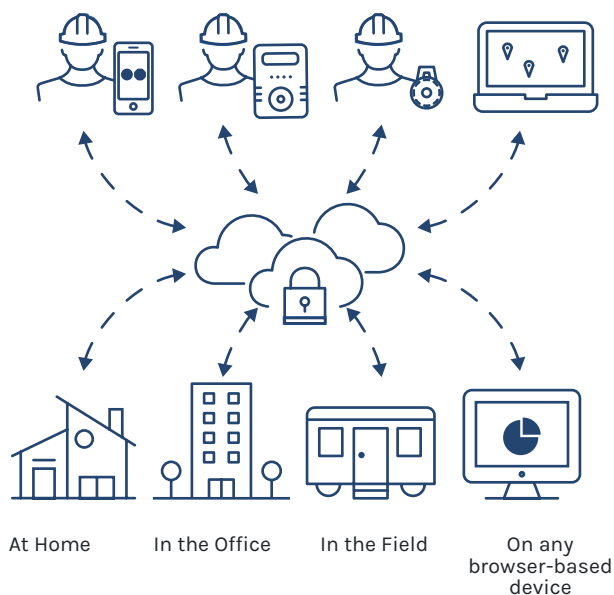 At Home
In the Office
In the Field
On any
browser-based
device